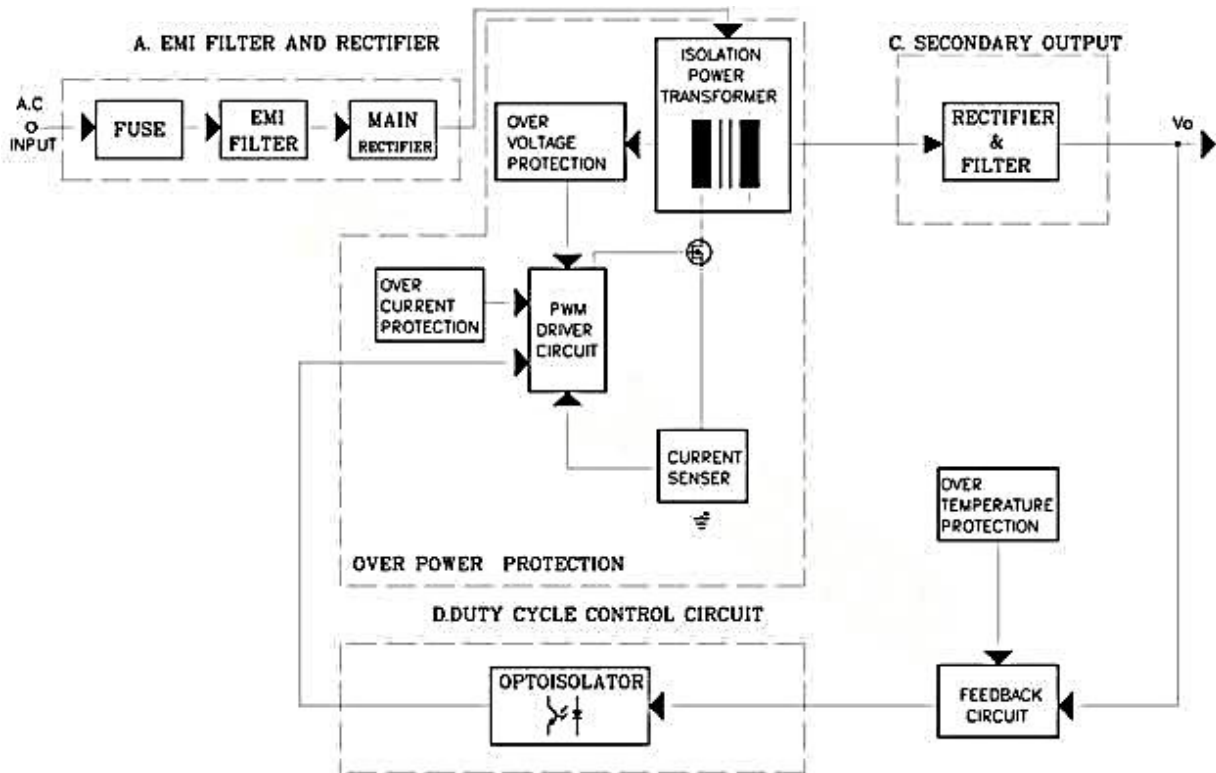 A. EMI FILTER AND RECTIFIER
A.C
INPUT
FUSE
EMI
FILTER
MAIN
RECTIFIER
OVER
VOLTAGE
PROTECTION
ISOLATION
POWER
TRANSFORMER
C. SECONDARY OUTPUT
RECTIFIER
&
FILTER
Vo
OVER
CURRENT
PROTECTION
PWM
DRIVER
CIRCUIT
CURRENT
SENSER
OVER POWER PROTECTION
OVER
TEMPERATURE
PROTECTION
D.DUTY CYCLE CONTROL CIRCUIT
OPTOISOLATOR
FEEDBACK
CIRCUIT